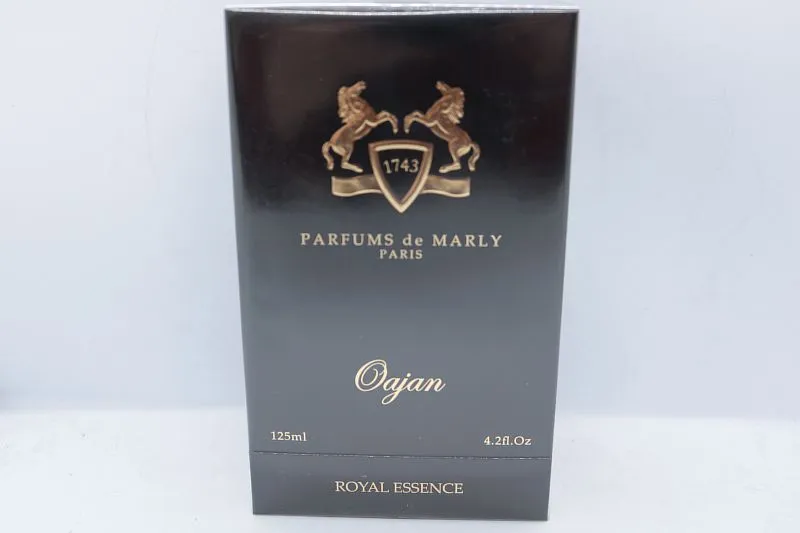 1743
PARFUMS de MARLY
PARIS
Oajan
125ml 4.2fl.Oz
ROYAL ESSENCE